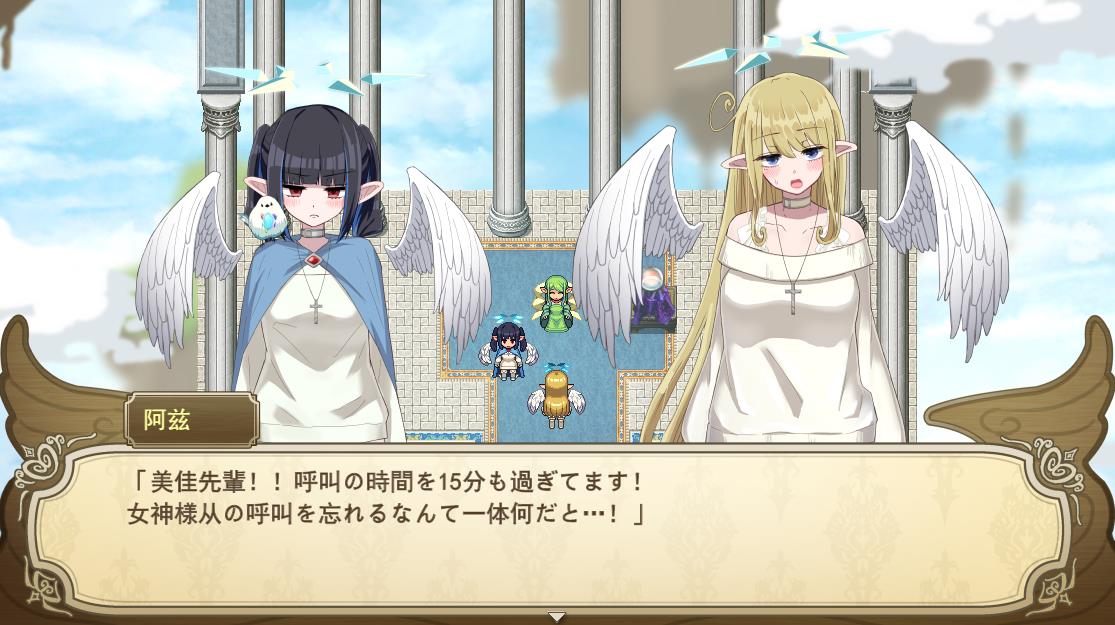 阿兹
「美佳先輩！！呼叫の時間を15分も過ぎてます！
女神様从の呼叫を忘れるなんて一体何だと…！」